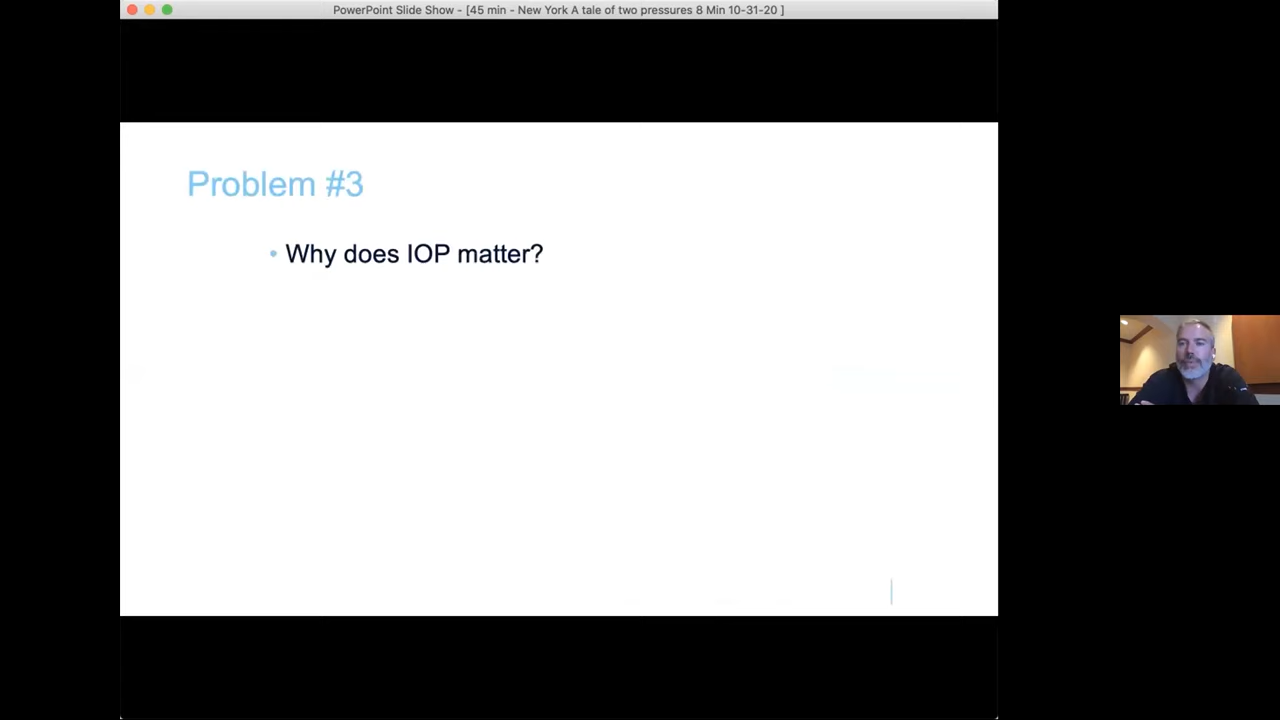 PowerPoint Slide Show - [45 min - New York A tale of two pressures 8 Min 10-31-20 ]
Problem #3
• Why does IOP matter?